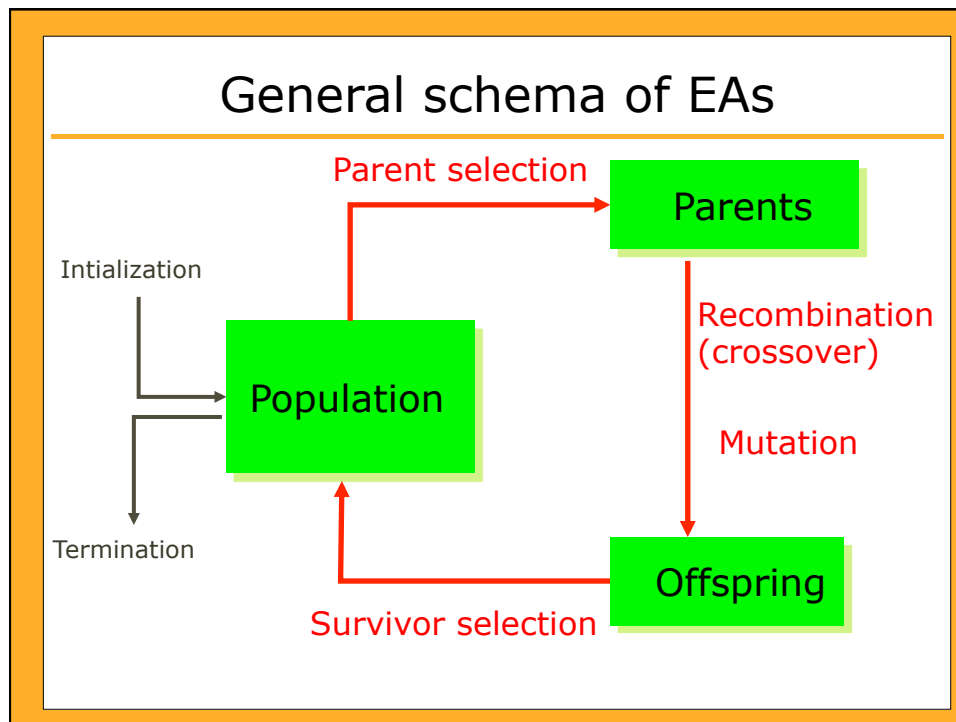 General schema of EAs
Parent selection
Parents
Intialization
Recombination
(crossover)
Population
Mutation
Termination
Offspring
Survivor selection